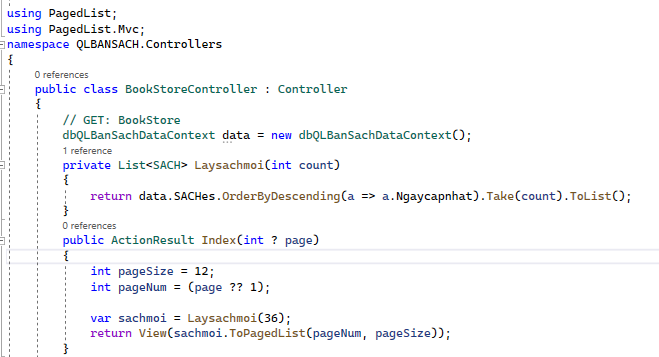 using PagedList;
using PagedList.Mvc;
namespace QLBANSACH.Controllers
{
0 references
public class BookStoreController : Controller
{
// GET: BookStore
dbQLBanSachDataContext data = new dbQLBanSachDataContext();
1 reference
private List<SACH> Laysachmoi(int count)
{
return data.SACHes.OrderByDescending(a => a.Ngaycapnhat).Take(count).ToList();
}
0 references
public ActionResult Index(int ? page)
{
int pageSize = 12;
int pageNum = (page ?? 1);
var sachmoi = Laysachmoi(36);
return View(sachmoi.ToPagedList(pageNum, pageSize));
}